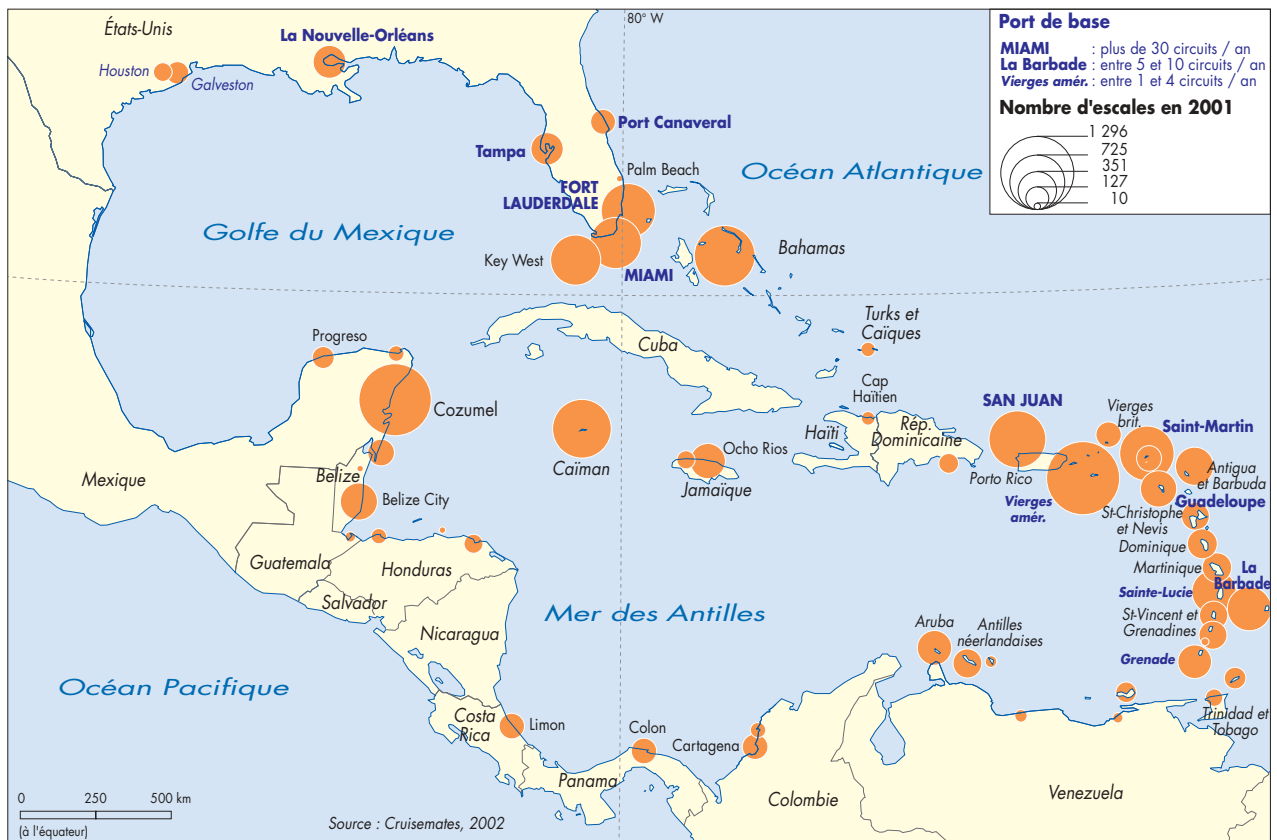 80° W
États-Unis
La Nouvelle-Orléans
Houston
Galveston
Port Canaveral
Tampa
Palm Beach
FORT
LAUDERDALE
Océan Atlantique
Golfe du Mexique
Key West
MIAMI
Bahamas
Port de base
MIAMI : plus de 30 circuits / an
La Barbade : entre 5 et 10 circuits / an
Vierges amér. : entre 1 et 4 circuits / an
Nombre d'escales en 2001
1 296
725
351
127
10
Turks et
Caïques
Progreso
Cuba
Cozumel
Cap
Haïtien
SAN JUAN
Vierges
brit.
Saint-Martin
Haïti
Rép.
Dominicaine
Caïman
Ocho Rios
Jamaïque
Porto Rico
Antigua
et Barbuda
Mexique
Belize
Belize City
Vierges
amér.
Guadeloupe
St-Christophe
et Nevis
Dominique
Martinique
La
Barbade
Sainte-Lucie
Guatemala
Honduras
Salvador
Nicaragua
Mer des Antilles
St-Vincent et
Grenadines
Aruba
Antilles
néerlandaises
Grenade
Océan Pacifique
Costa
Rica
Limon
Colon
Cartagena
Trinidad et
Tobago
Panama
Colombie
Venezuela
0 250 500 km
(à l'équateur)
Source : Cruisemates, 2002